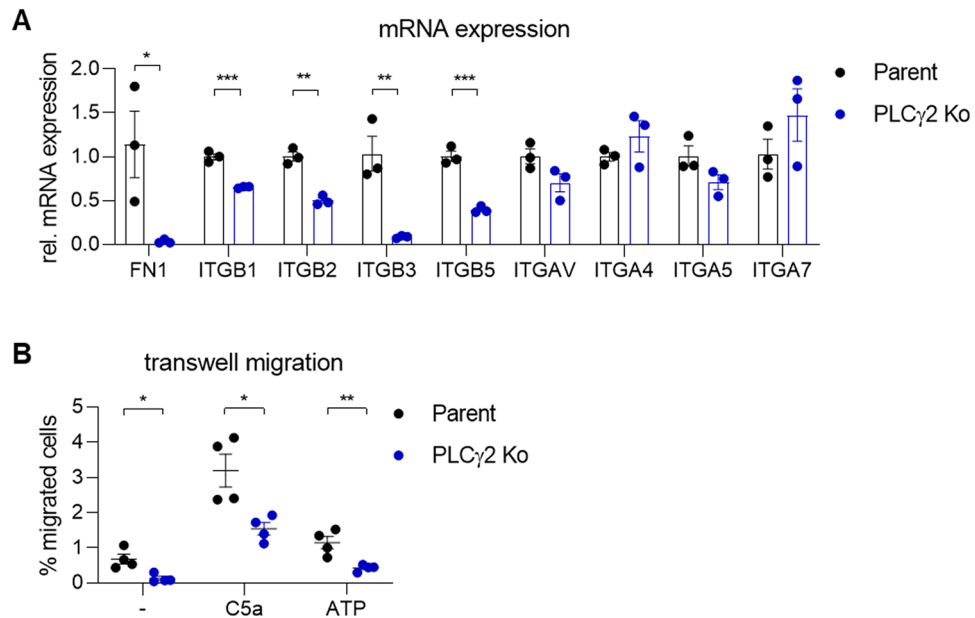 A
mRNA expression
rel. mRNA expression
2.0
1.5
1.0
0.5
0.0
* *** ** ** ***
FN1 ITGB1 ITGB2 ITGB3 ITGB5 ITGAV ITGA4 ITGA5 ITGA7
Parent
PLCγ2 Ko
B
transwell migration
% migrated cells
5
4
3
2
1
0
* * **
- C5a ATP
Parent
PLCγ2 Ko